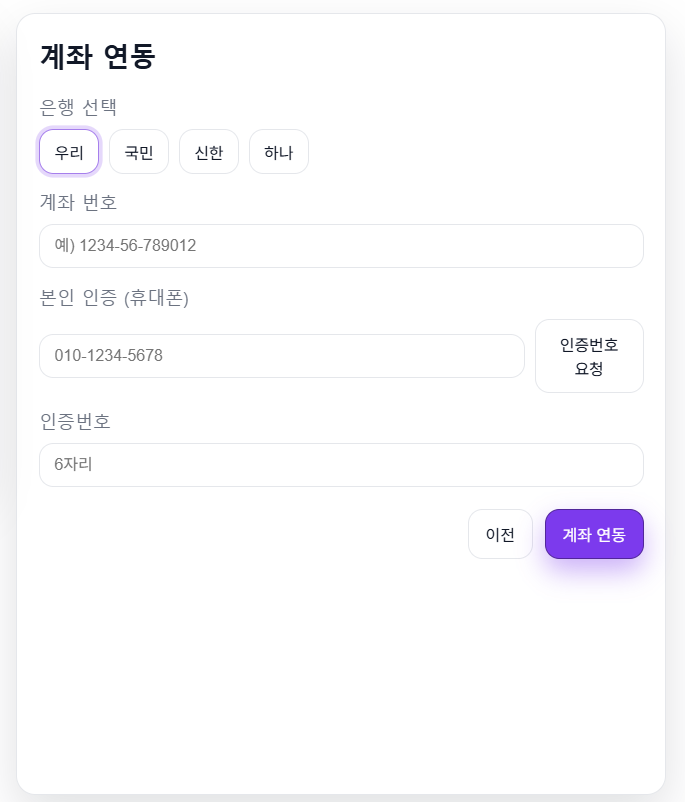 계좌 연동
은행 선택
우리 국민 신한 하나
계좌 번호
예) 1234-56-789012
본인 인증 (휴대폰)
010-1234-5678
인증번호
요청
인증번호
6자리
이전 계좌 연동